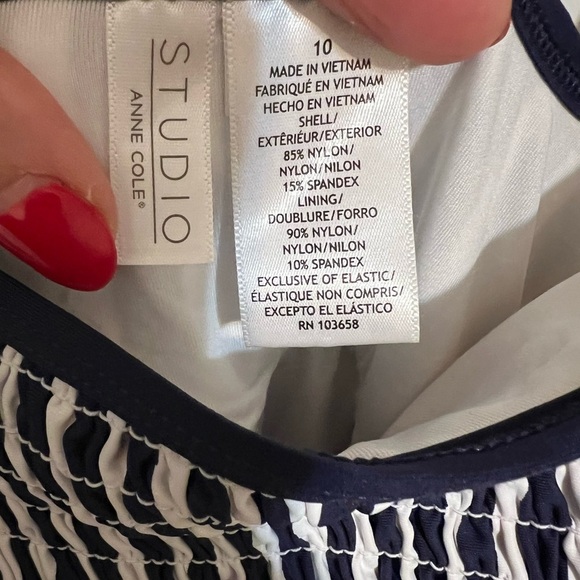 STUDIO
ANNE COLE®
10
MADE IN VIETNAM
FABRIQUÉ EN VIETNAM
HECHO EN VIETNAM
SHELL/
EXTÊRIÉUR/EXTERIOR
85% NYLON/
NYLON/NILON
15% SPANDEX
LINING/
DOUBLURE/FORRO
90% NYLON/
NYLON/NILON
10% SPANDEX
EXCLUSIVE OF ELASTIC/
ÉLASTIQUE NON COMPRIS/
EXCEPTO EL ELÁSTICO
RN 103658